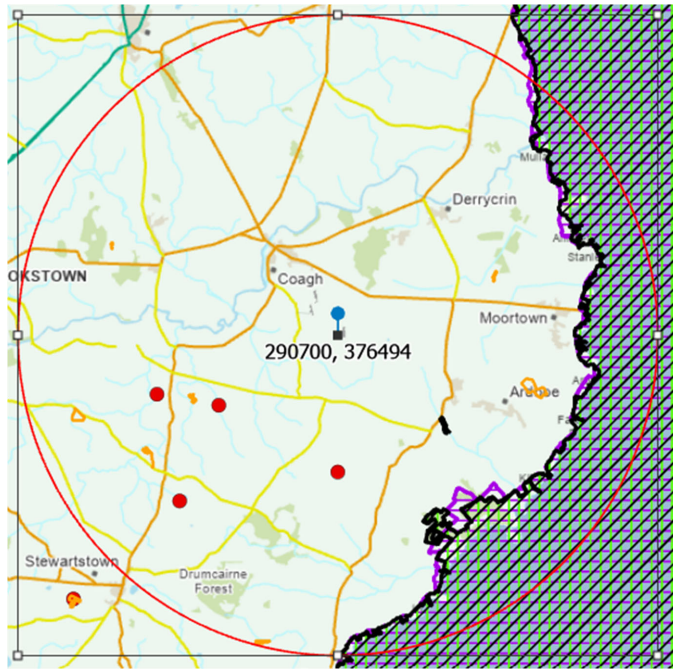 Derrycrin
OKSTOWN
Coagh
Moortown
290700, 376494
Ardboe
Stewartstown
Drumcairne
Forest